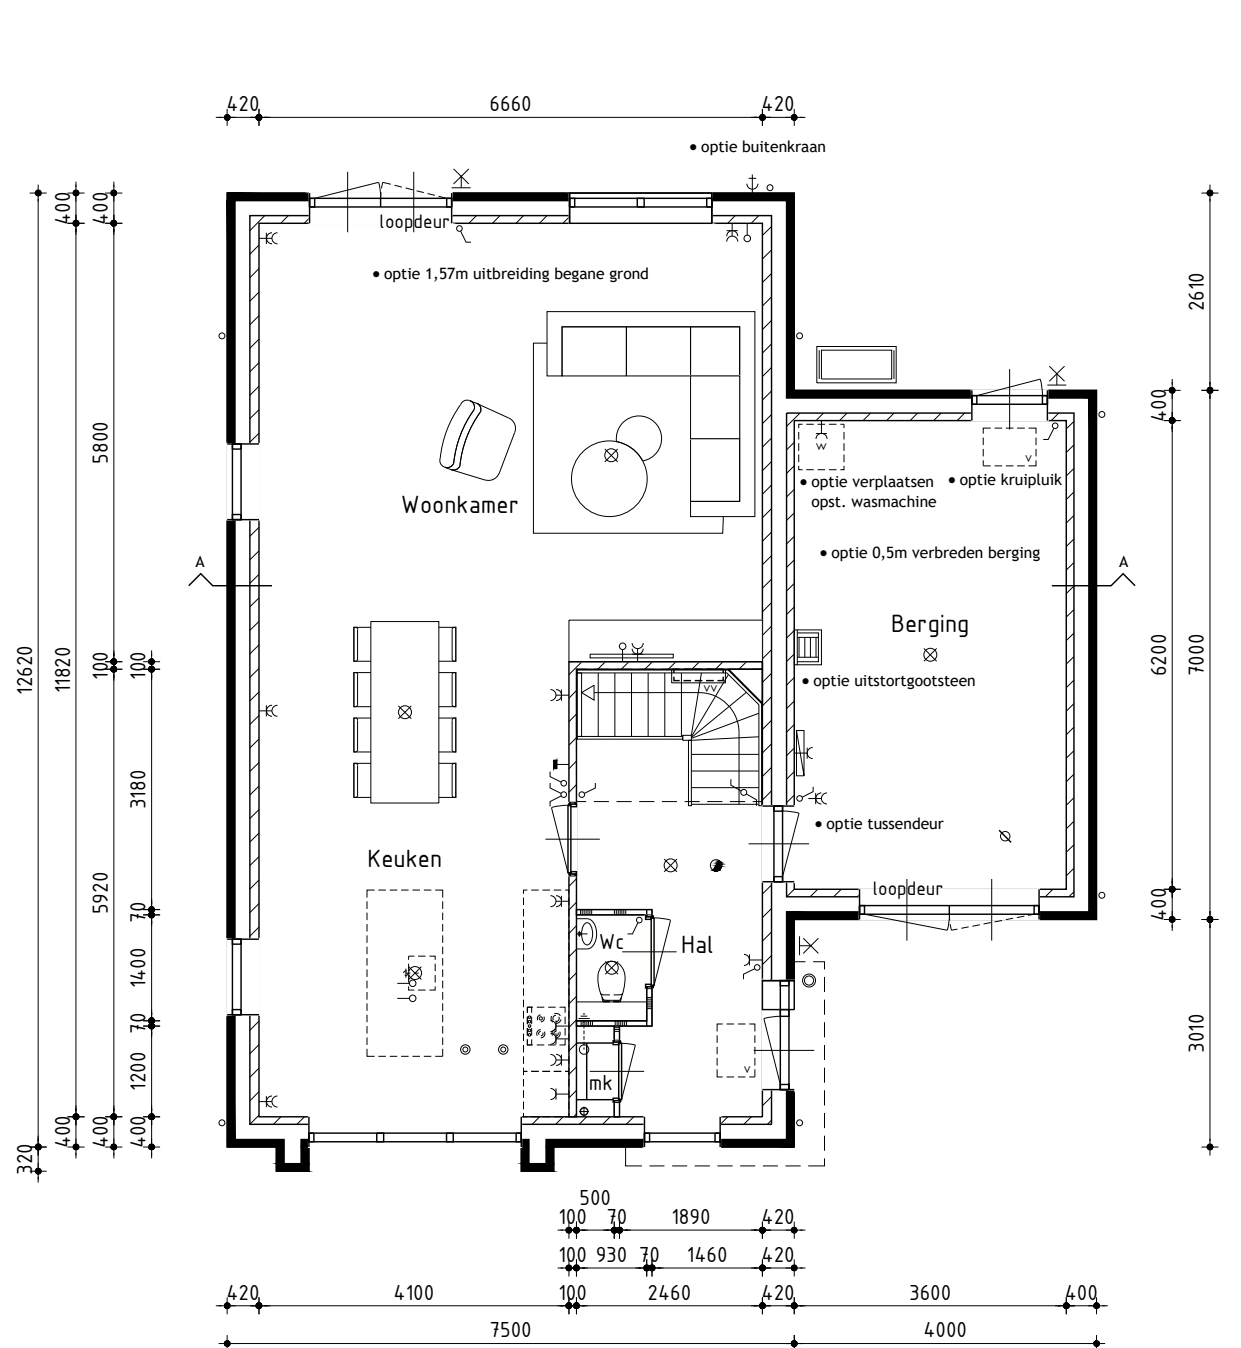 420 6660 420
• optie buitenkraan
loopdeur
• optie 1,57m uitbreiding begane grond
400 400
2610
5800
400
• optie verplaatsen
opst. wasmachine
• optie kruipluik
w
v
Woonkamer
A A
• optie 0,5m verbreden berging
Berging
12620 11820 100 100
6200 7000
• optie uitstortgootsteen
vv
3180
• optie tussendeur
Keuken
loopdeur
5920 70
400
Wc Hal
1400
70
3010
1200
mk
v
400 400 400
320
500
100 70 1890 420
100 930 70 1460 420
420 4100 100 2460 420 3600 400
7500 4000